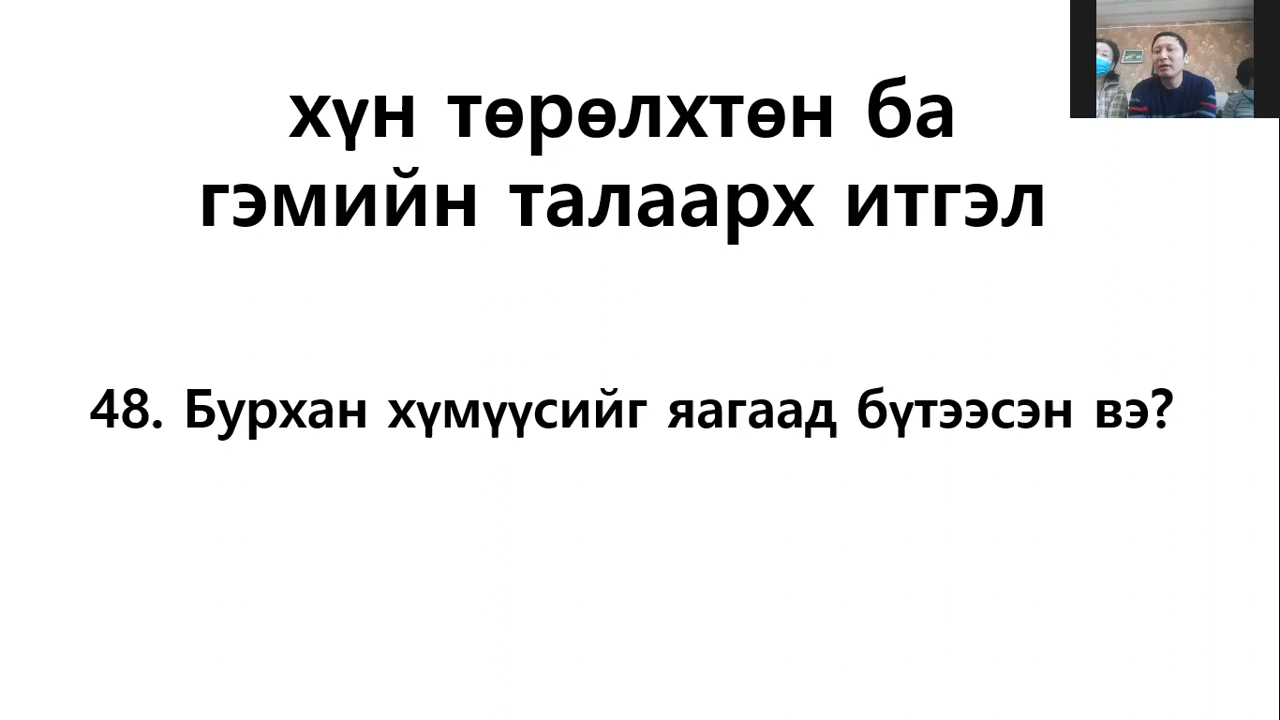 хүн төрөлхтөн ба
гэмийн талаарх итгэл
48. Бурхан хүмүүсийг яагаад бүтээсэн вэ?